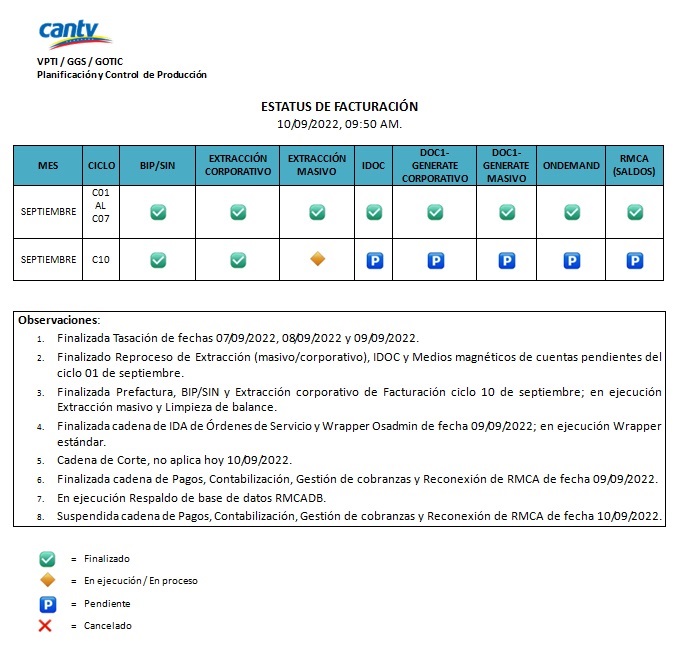 cantv
VPTI / GGS / GOTIC
Planificación y Control de Producción
ESTATUS DE FACTURACIÓN
10/09/2022, 09:50 AM.
MES CICLO BIP/SIN EXTRACCIÓN CORPORATIVO EXTRACCIÓN MASIVO IDOC DOC1-GENERATE CORPORATIVO DOC1-GENERATE MASIVO ONDEMAND RMCA (SALDOS)
SEPTIEMBRE C01 AL C07
SEPTIEMBRE C10 P P P P P
Observaciones:
1. Finalizada Tasación de fechas 07/09/2022, 08/09/2022 y 09/09/2022.
2. Finalizado Reproceso de Extracción (masivo/corporativo), IDOC y Medios magnéticos de cuentas pendientes del
ciclo 01 de septiembre.
3. Finalizada Prefactura, BIP/SIN y Extracción corporativo de Facturación ciclo 10 de septiembre; en ejecución
Extracción masivo y Limpieza de balance.
4. Finalizada cadena de IDA de Órdenes de Servicio y Wrapper Osadmin de fecha 09/09/2022; en ejecución Wrapper
estándar.
5. Cadena de Corte, no aplica hoy 10/09/2022.
6. Finalizada cadena de Pagos, Contabilización, Gestión de cobranzas y Reconexión de RMCA de fecha 09/09/2022.
7. En ejecución Respaldo de base de datos RMCADB.
8. Suspendida cadena de Pagos, Contabilización, Gestión de cobranzas y Reconexión de RMCA de fecha 10/09/2022.
= Finalizado
= En ejecución / En proceso
P = Pendiente
= Cancelado